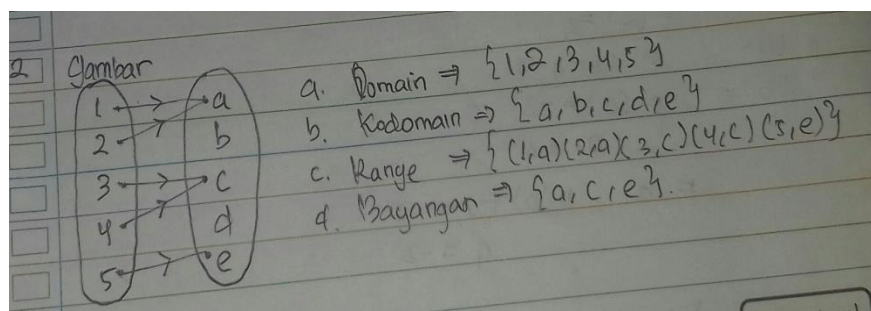 2 Gambar
1 a
2 b
3 c
4 d
5 e
a. Domain ⇒ {1,2,3,4,5}
b. Kodomain ⇒ {a,b,c,d,e}
c. Range ⇒ {(1,a)(2,a)(3,c)(4,c)(5,e)}
d. Bayangan ⇒ {a,c,e}.